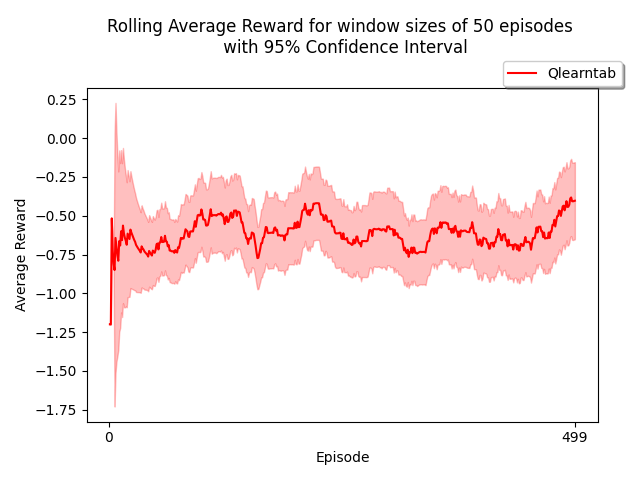 Rolling Average Reward for window sizes of 50 episodes
with 95% Confidence Interval
Qlearntab
0.25
0.00
−0.25
−0.50
−0.75
−1.00
−1.25
−1.50
−1.75
Average Reward
0
499
Episode